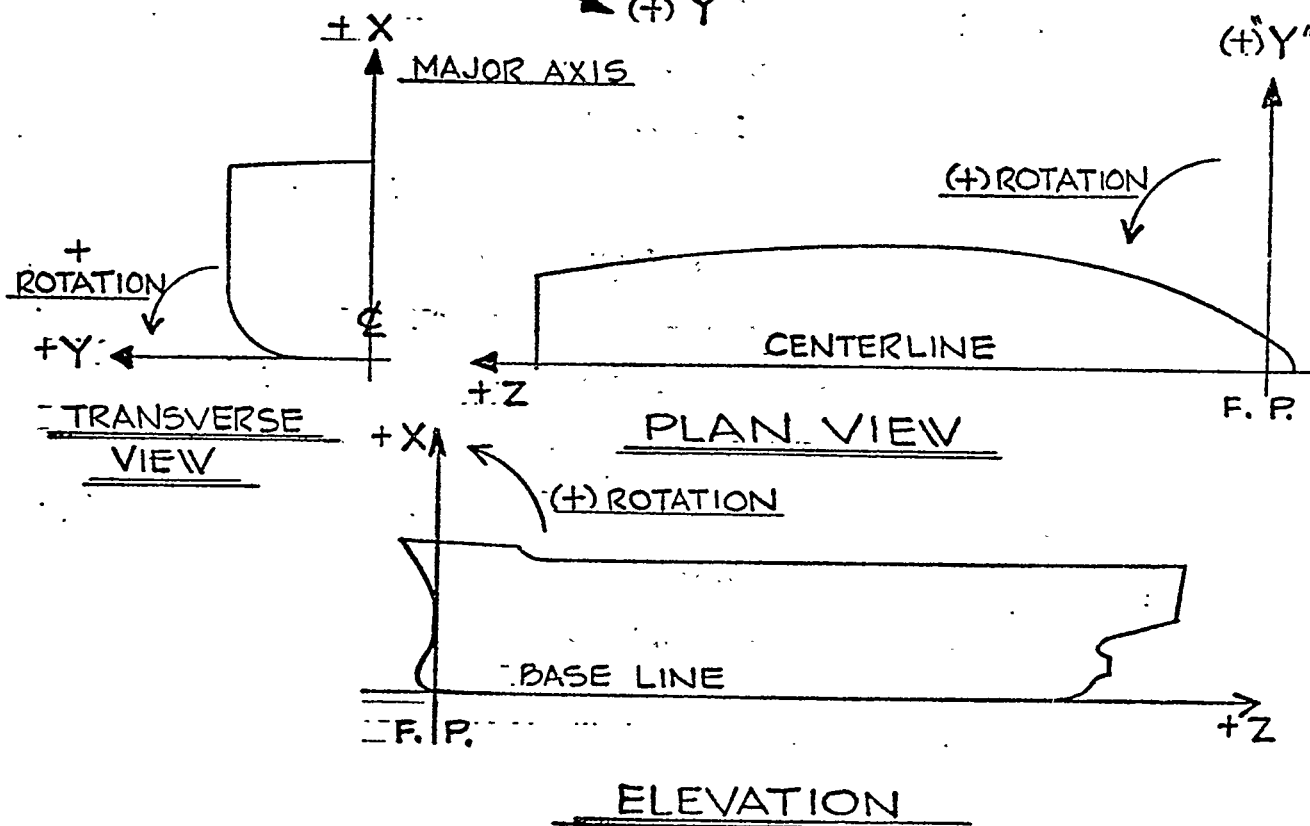 (+) Y
± X
MAJOR AXIS
(+)"Y"
(+) ROTATION
+
ROTATION
℄
+Y
CENTERLINE
+Z
F. P.
TRANSVERSE
VIEW
PLAN VIEW
+X
(+) ROTATION
BASE LINE
F. P.
+Z
ELEVATION